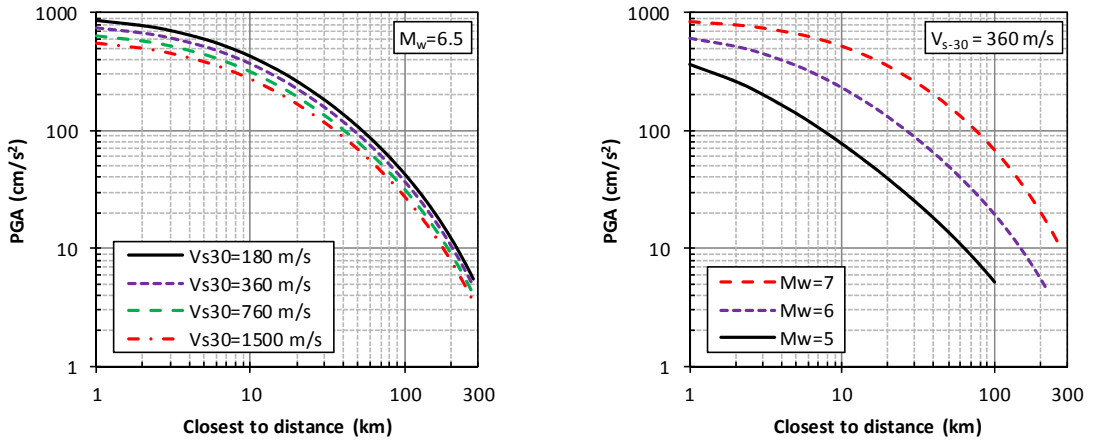 1000
100
10
1
PGA (cm/s²)
Mw=6.5
Vs30=180 m/s
Vs30=360 m/s
Vs30=760 m/s
Vs30=1500 m/s
1 10 100 300
Closest to distance (km)
1000
100
10
1
PGA (cm/s²)
Vs-30 = 360 m/s
Mw=7
Mw=6
Mw=5
1 10 100 300
Closest to distance (km)